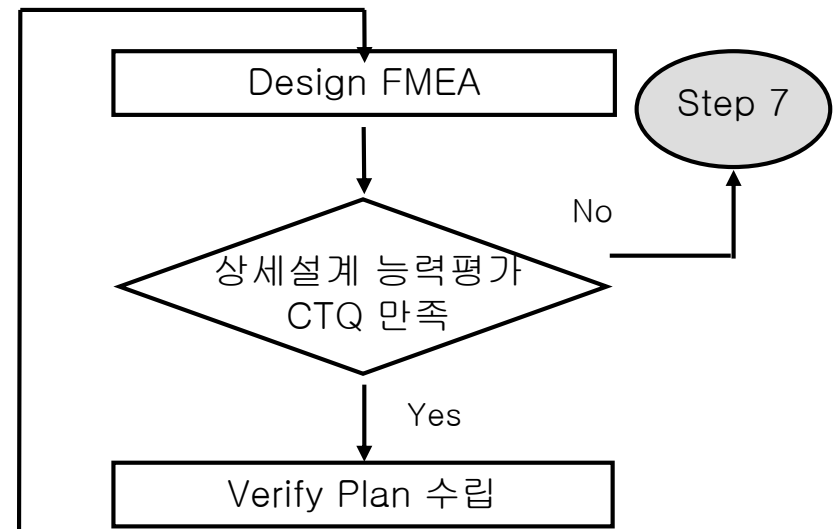 Design FMEA
Step 7
No
상세설계 능력평가
CTQ 만족
Yes
Verify Plan 수립